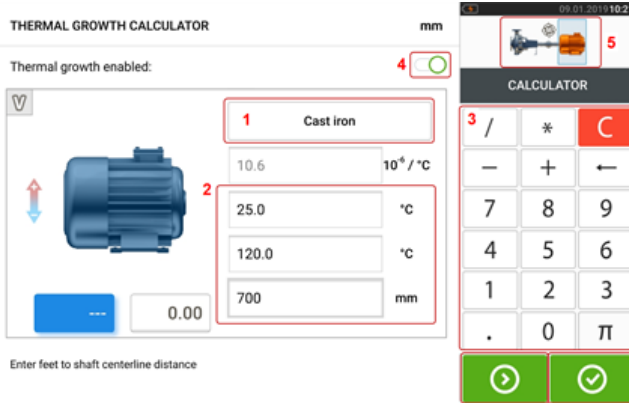 THERMAL GROWTH CALCULATOR mm
Thermal growth enabled: 4
V
1 Cast iron
10.6 10⁻⁶ / °C
2
25.0 °C
120.0 °C
700 mm
--- 0.00
Enter feet to shaft centerline distance
09.01.2019 10:2
5
CALCULATOR
3 / * C
— + ←
7 8 9
4 5 6
1 2 3
. 0 π